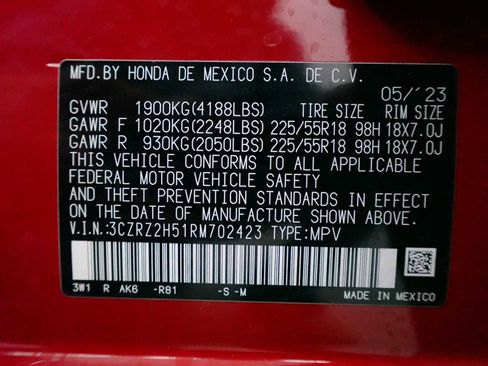 MFD.BY HONDA DE MEXICO S.A. DE C.V.
05/'23
GVWR 1900KG(4188LBS) TIRE SIZE RIM SIZE
GAWR F 1020KG(2248LBS) 225/55R18 98H 18X7.0J
GAWR R 930KG(2050LBS) 225/55R18 98H 18X7.0J
THIS VEHICLE CONFORMS TO ALL APPLICABLE
FEDERAL MOTOR VEHICLE SAFETY
AND THEFT PREVENTION STANDARDS IN EFFECT
ON THE DATE OF MANUFACTURE SHOWN ABOVE.
V.I.N.:3CZRZ2H51RM702423 TYPE:MPV
3W1 R AK6 -R81 -S -M MADE IN MEXICO